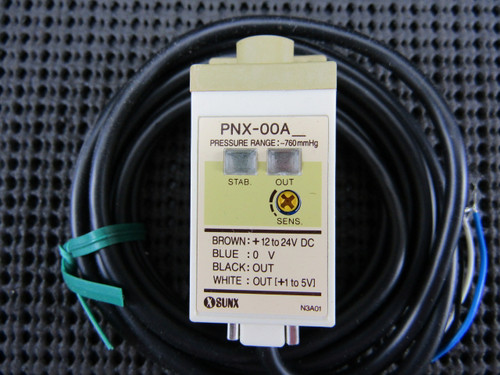 PNX-00A_
PRESSURE RANGE:-760mmHg
STAB. OUT
SENS.
BROWN: +12 to 24V DC
BLUE : 0 V
BLACK: OUT
WHITE : OUT [+1 to 5V]
SUNX N3A01